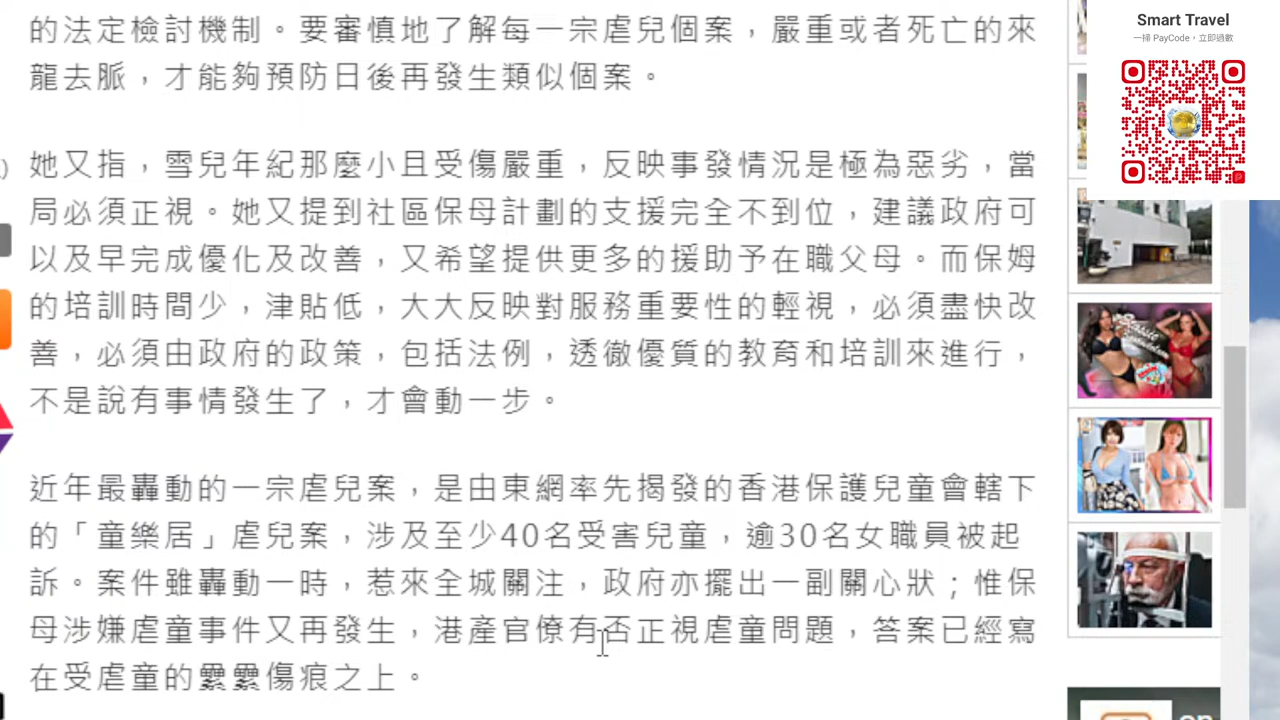 的法定檢討機制。要審慎地了解每一宗虐兒個案，嚴重或者死亡的來
龍去脈，才能夠預防日後再發生類似個案。
她又指，雪兒年紀那麼小且受傷嚴重，反映事發情況是極為惡劣，當
局必須正視。她又提到社區保母計劃的支援完全不到位，建議政府可
以及早完成優化及改善，又希望提供更多的援助予在職父母。而保姆
的培訓時間少，津貼低，大大反映對服務重要性的輕視，必須盡快改
善，必須由政府的政策，包括法例，透徹優質的教育和培訓來進行，
不是說有事情發生了，才會動一步。
近年最轟動的一宗虐兒案，是由東網率先揭發的香港保護兒童會轄下
的「童樂居」虐兒案，涉及至少40名受害兒童，逾30名女職員被起
訴。案件雖轟動一時，惹來全城關注，政府亦擺出一副關心狀；惟保
母涉嫌虐童事件又再發生，港產官僚有否正視虐童問題，答案已經寫
在受虐童的纍纍傷痕之上。
Smart Travel
一掃 PayCode，立即過數